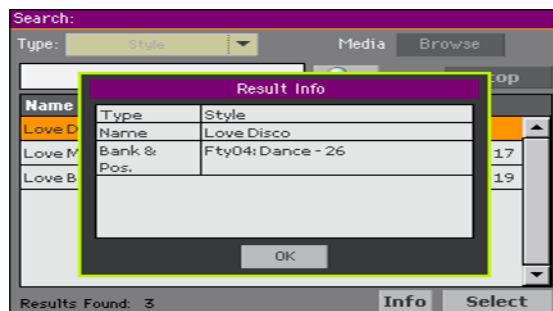 Search:
Type: Style Media Browse
top
Result Info
Name
Type Style
Love D Name Love Disco
Love M Bank & Fty04: Dance - 26 17
Pos.
Love B 19
OK
Results Found: 3 Info Select